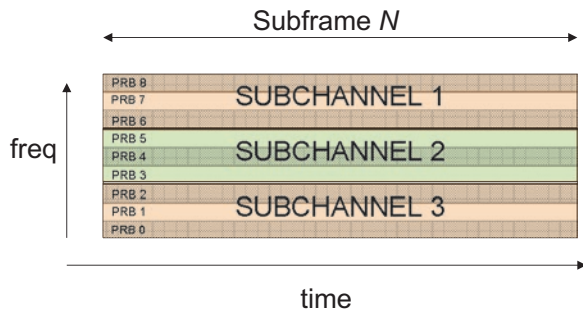 Subframe N
PRB 8
PRB 7
SUBCHANNEL 1
PRB 6
freq
PRB 5
PRB 4
SUBCHANNEL 2
PRB 3
PRB 2
PRB 1
SUBCHANNEL 3
PRB 0
time